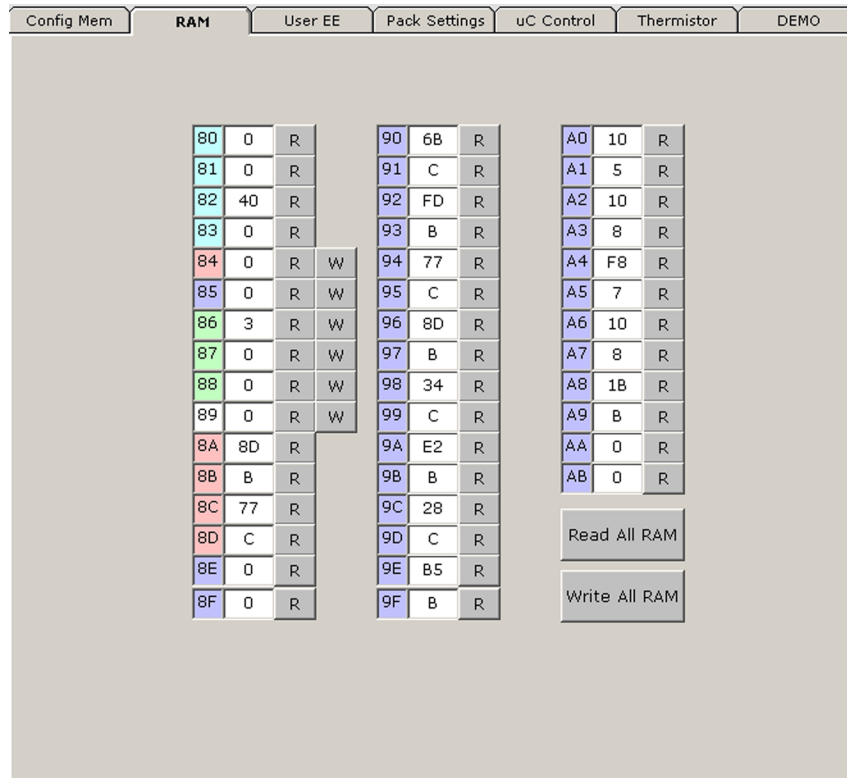 Config Mem RAM User EE Pack Settings uC Control Thermistor DEMO
80 0 R 90 6B R A0 10 R
81 0 R 91 C R A1 5 R
82 40 R 92 FD R A2 10 R
83 0 R 93 B R A3 8 R
84 0 R W 94 77 R A4 F8 R
85 0 R W 95 C R A5 7 R
86 3 R W 96 8D R A6 10 R
87 0 R W 97 B R A7 8 R
88 0 R W 98 34 R A8 1B R
89 0 R W 99 C R A9 B R
8A 8D R 9A E2 R AA 0 R
8B B R 9B B R AB 0 R
8C 77 R 9C 28 R
8D C R 9D C R Read All RAM
8E 0 R 9E B5 R
8F 0 R 9F B R Write All RAM